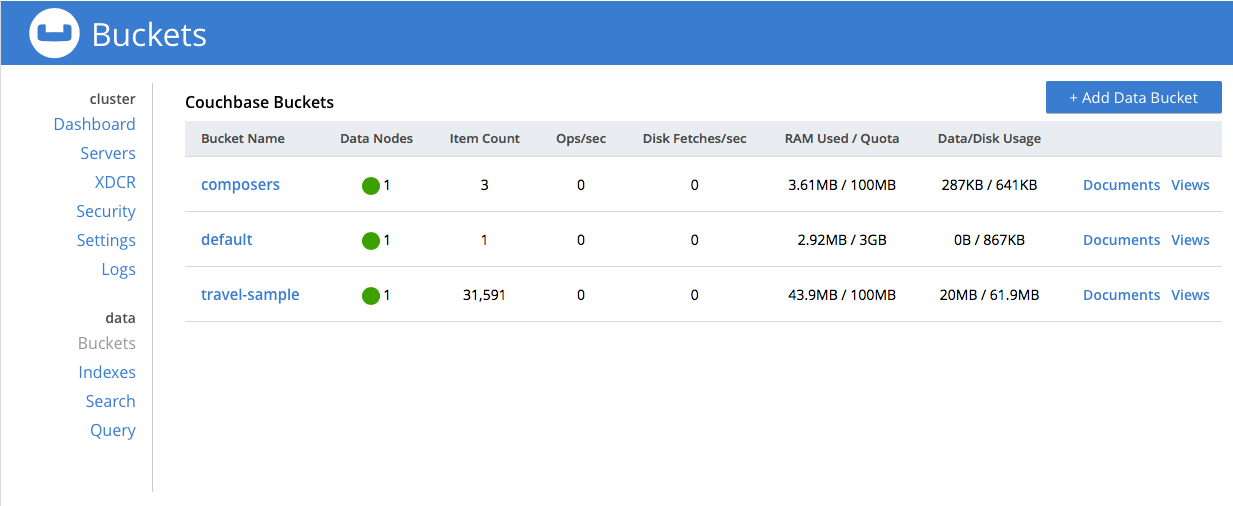 Buckets
cluster
Dashboard
Servers
XDCR
Security
Settings
Logs
data
Buckets
Indexes
Search
Query
Couchbase Buckets
+ Add Data Bucket
Bucket Name Data Nodes Item Count Ops/sec Disk Fetches/sec RAM Used / Quota Data/Disk Usage
composers 1 3 0 0 3.61MB / 100MB 287KB / 641KB Documents Views
default 1 1 0 0 2.92MB / 3GB 0B / 867KB Documents Views
travel-sample 1 31,591 0 0 43.9MB / 100MB 20MB / 61.9MB Documents Views